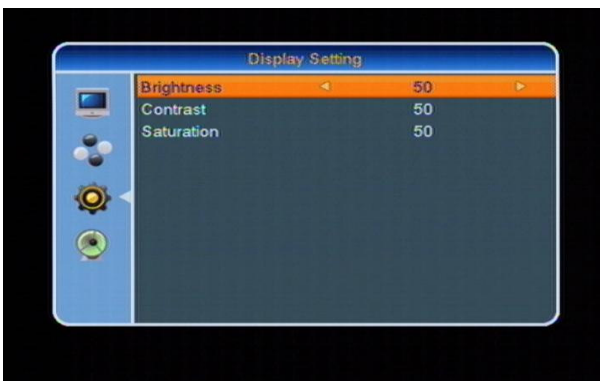 Display Setting
Brightness 50
Contrast 50
Saturation 50